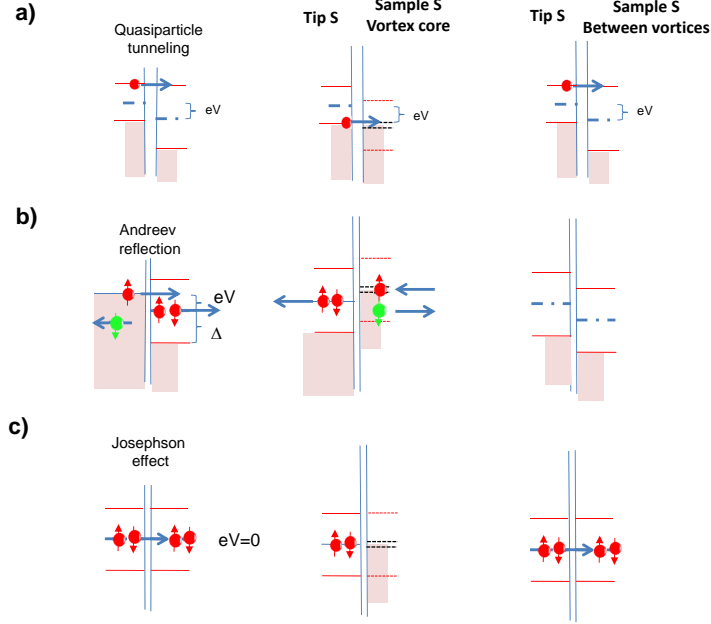 a)
Quasiparticle
tunneling
Tip S
Sample S
Vortex core
Tip S
Sample S
Between vortices
eV
eV
eV
b)
Andreev
reflection
eV
Δ
c)
Josephson
effect
eV=0